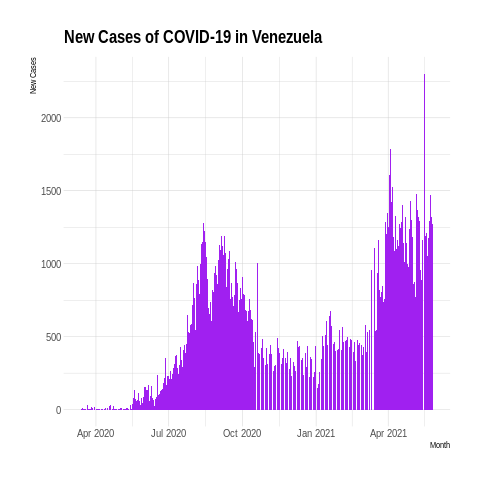 New Cases of COVID-19 in Venezuela
New Cases
2000
1500
1000
500
0
Apr 2020 Jul 2020 Oct 2020 Jan 2021 Apr 2021
Month